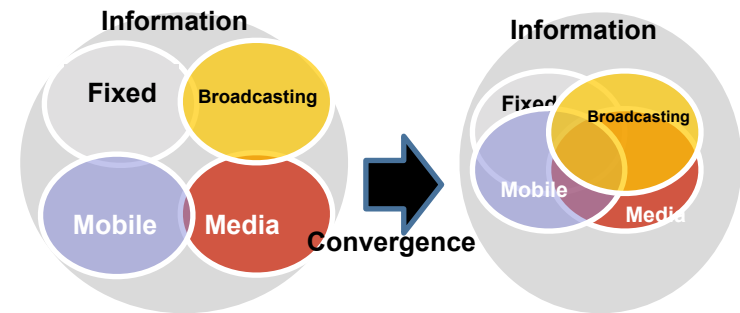 Information
Fixed
Broadcasting
Mobile
Media
Convergence
Information
Fixed
Broadcasting
Mobile
Media